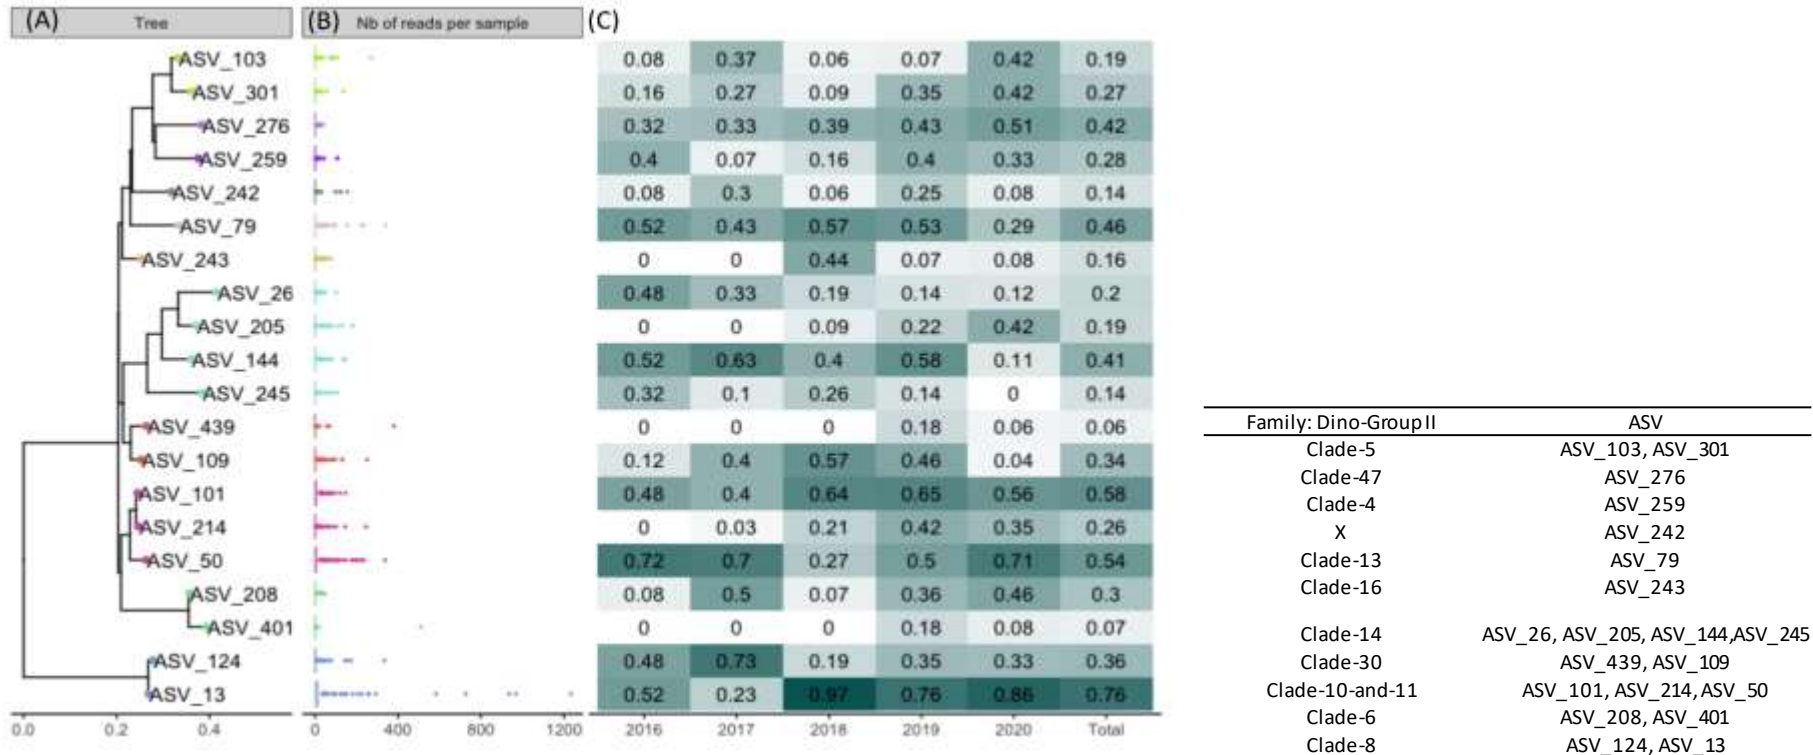 (A) Tree (B) Nb of reads per sample (C)
ASV_103 0.08 0.37 0.06 0.07 0.42 0.19
ASV_301 0.16 0.27 0.09 0.35 0.42 0.27
ASV_276 0.32 0.33 0.39 0.43 0.51 0.42
ASV_259 0.4 0.07 0.16 0.4 0.33 0.28
ASV_242 0.08 0.3 0.06 0.25 0.08 0.14
ASV_79 0.52 0.43 0.57 0.53 0.29 0.46
ASV_243 0 0 0.44 0.07 0.08 0.16
ASV_26 0.48 0.33 0.19 0.14 0.12 0.2
ASV_205 0 0 0.09 0.22 0.42 0.19
ASV_144 0.52 0.63 0.4 0.58 0.11 0.41
ASV_245 0.32 0.1 0.26 0.14 0 0.14
ASV_439 0 0 0 0.18 0.06 0.06
ASV_109 0.12 0.4 0.57 0.46 0.04 0.34
ASV_101 0.48 0.4 0.64 0.65 0.56 0.58
ASV_214 0 0.03 0.21 0.42 0.35 0.26
ASV_50 0.72 0.7 0.27 0.5 0.71 0.54
ASV_208 0.08 0.5 0.07 0.36 0.46 0.3
ASV_401 0 0 0 0.18 0.08 0.07
ASV_124 0.48 0.73 0.19 0.35 0.33 0.36
ASV_13 0.52 0.23 0.97 0.76 0.86 0.76
0.0 0.2 0.4 0 400 800 1200 2016 2017 2018 2019 2020 Total
Family: Dino-Group II ASV
Clade-5 ASV_103, ASV_301
Clade-47 ASV_276
Clade-4 ASV_259
X ASV_242
Clade-13 ASV_79
Clade-16 ASV_243
Clade-14 ASV_26, ASV_205, ASV_144,ASV_245
Clade-30 ASV_439, ASV_109
Clade-10-and-11 ASV_101, ASV_214, ASV_50
Clade-6 ASV_208, ASV_401
Clade-8 ASV_124, ASV_13